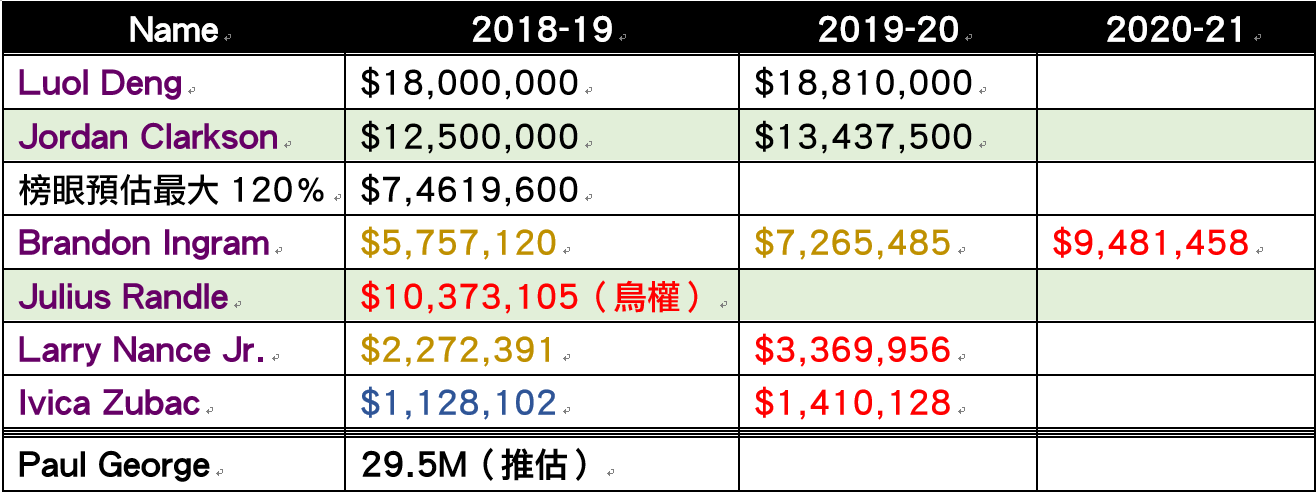 Name 2018-19 2019-20 2020-21
Luol Deng $18,000,000 $18,810,000
Jordan Clarkson $12,500,000 $13,437,500
榜眼預估最大 120% $7,4619,600
Brandon Ingram $5,757,120 $7,265,485 $9,481,458
Julius Randle $10,373,105（鳥權）
Larry Nance Jr. $2,272,391 $3,369,956
Ivica Zubac $1,128,102 $1,410,128
Paul George 29.5M（推估）